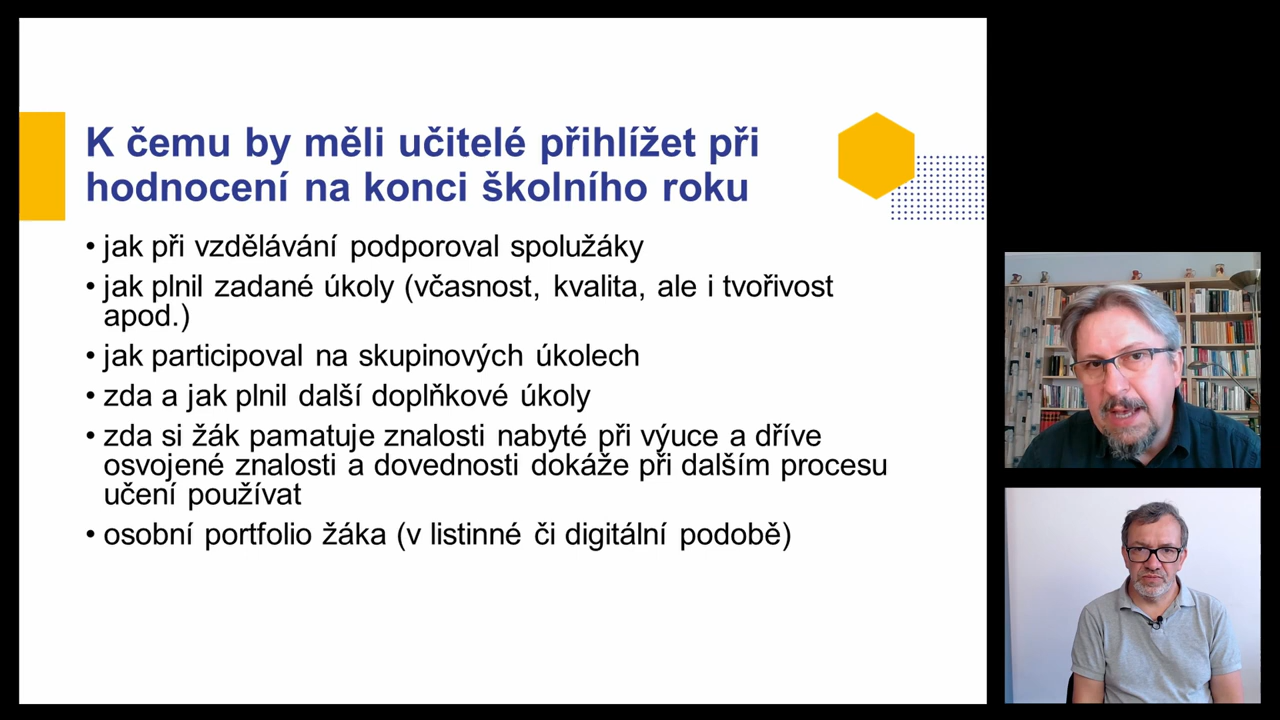 K čemu by měli učitelé přihlížet při
hodnocení na konci školního roku
• jak při vzdělávání podporoval spolužáky
• jak plnil zadané úkoly (včasnost, kvalita, ale i tvořivost
apod.)
• jak participoval na skupinových úkolech
• zda a jak plnil další doplňkové úkoly
• zda si žák pamatuje znalosti nabyté při výuce a dříve
osvojené znalosti a dovednosti dokáže při dalším procesu
učení používat
• osobní portfolio žáka (v listinné či digitální podobě)